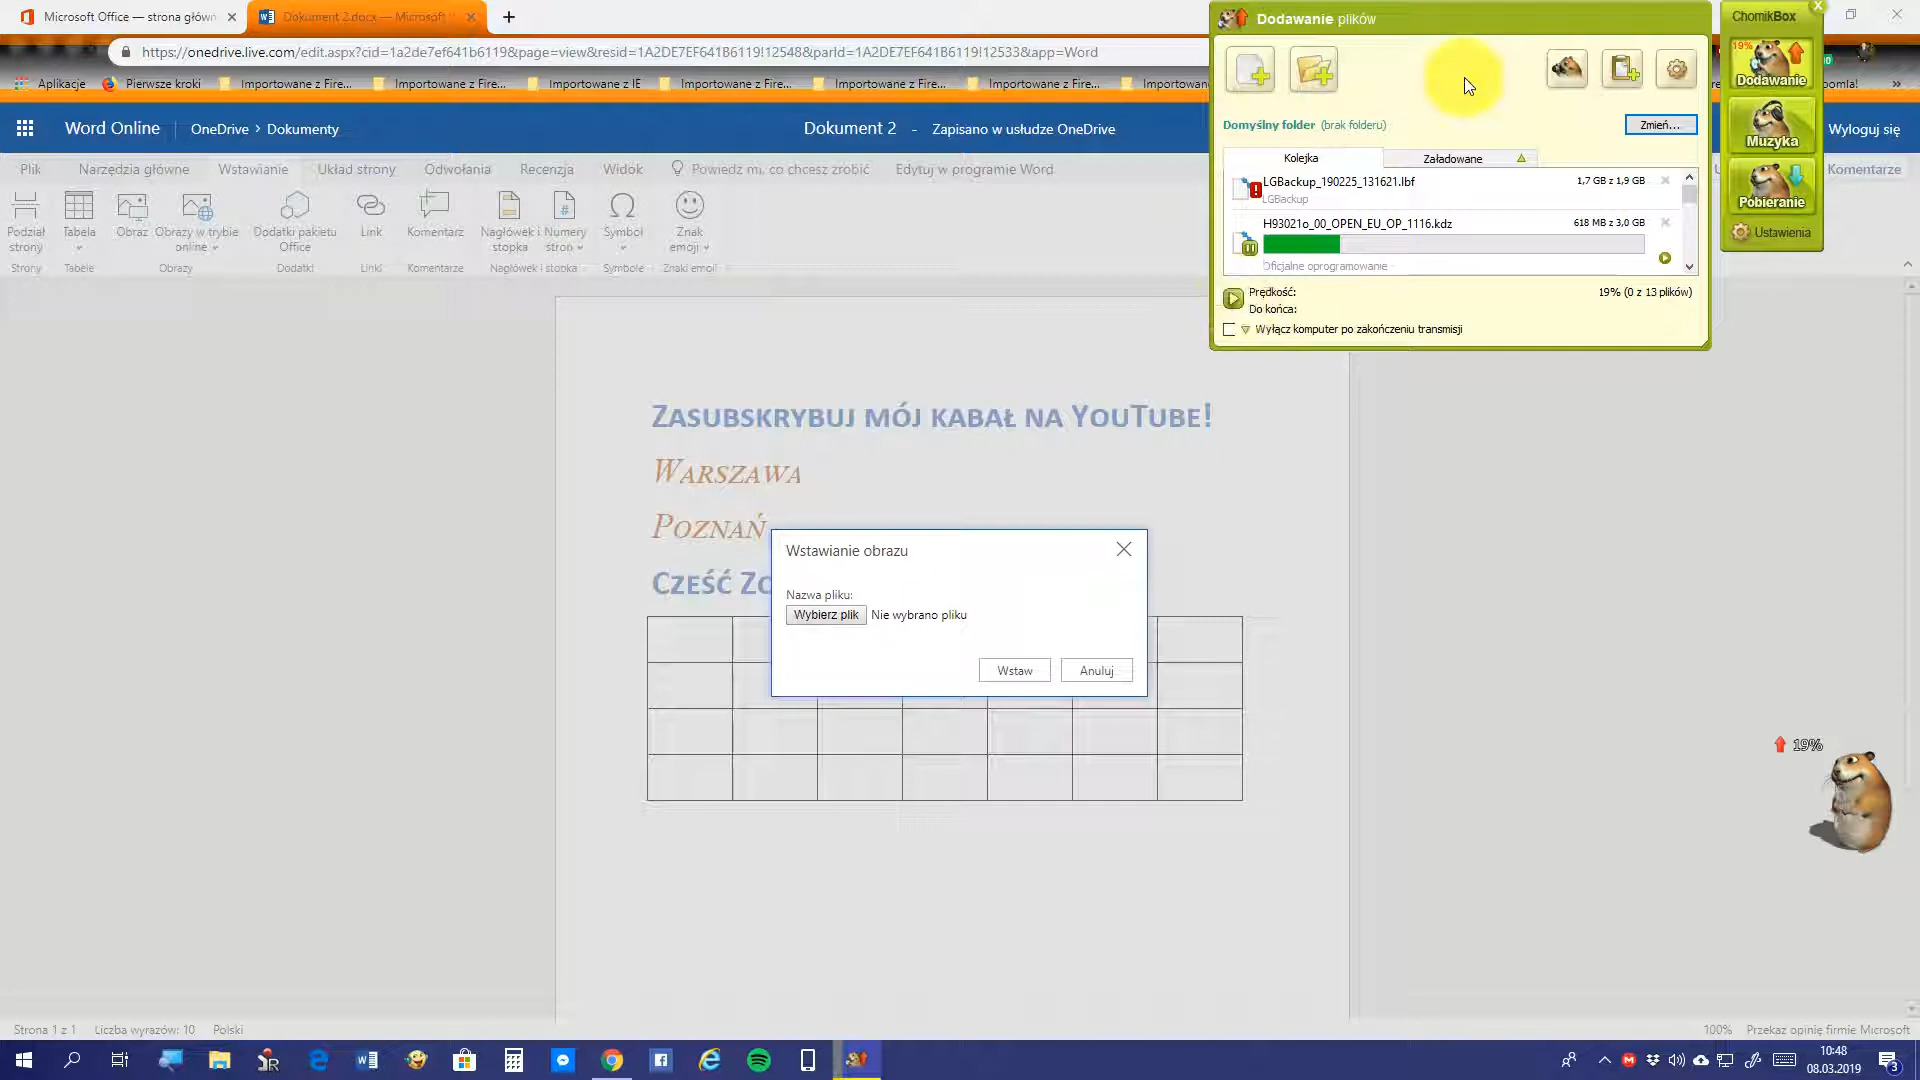 Microsoft Office — strona główn
Dokument 2.docx — Microsoft
https://onedrive.live.com/edit.aspx?cid=1a2de7ef641b6119&page=view&resid=1A2DE7EF641B6119!12548&parId=1A2DE7EF641B6119!12533&app=Word
Aplikacje
Pierwsze kroki
Importowane z Fire...
Importowane z Fire...
Importowane z IE
Importowane z Fire...
Importowane z Fire...
Importowane z Fire...
Word Online
OneDrive > Dokumenty
Dokument 2 - Zapisano w usłudze OneDrive
Wyloguj się
Plik
Narzędzia główne
Wstawianie
Układ strony
Odwołania
Recenzja
Widok
Powiedz mi, co chcesz zrobić
Edytuj w programie Word
Komentarze
Podział strony
Tabela
Obraz
Obrazy w trybie online
Dodatki pakietu Office
Link
Komentarz
Nagłówek i stopka
Numery stron
Symbol
Znak emoji
Strony
Tabele
Obrazy
Dodatki
Linki
Komentarze
Nagłówek i stopka
Symbole
Znaki emoji
Dodawanie plików
Domyślny folder (brak folderu)
Zmień...
Kolejka
Załadowane
LGBackup_190225_131621.lbf
1,7 GB z 1,9 GB
LGBackup
H93021o_00_OPEN_EU_OP_1116.kdz
618 MB z 3,0 GB
Oficjalne oprogramowanie
Prędkość:
19% (0 z 13 plików)
Do końca:
Wyłącz komputer po zakończeniu transmisji
ChomikBox
19%
Dodawanie
Muzyka
Pobieranie
Ustawienia
Zasubskrybuj mój kabał na YouTube!
Warszawa
Poznań
Cześć
Wstawianie obrazu
Nazwa pliku:
Wybierz plik
Nie wybrano pliku
Wstaw
Anuluj
19%
Strona 1 z 1
Liczba wyrazów: 10
Polski
100%
Przekaż opinię firmie Microsoft
10:48
08.03.2019
3